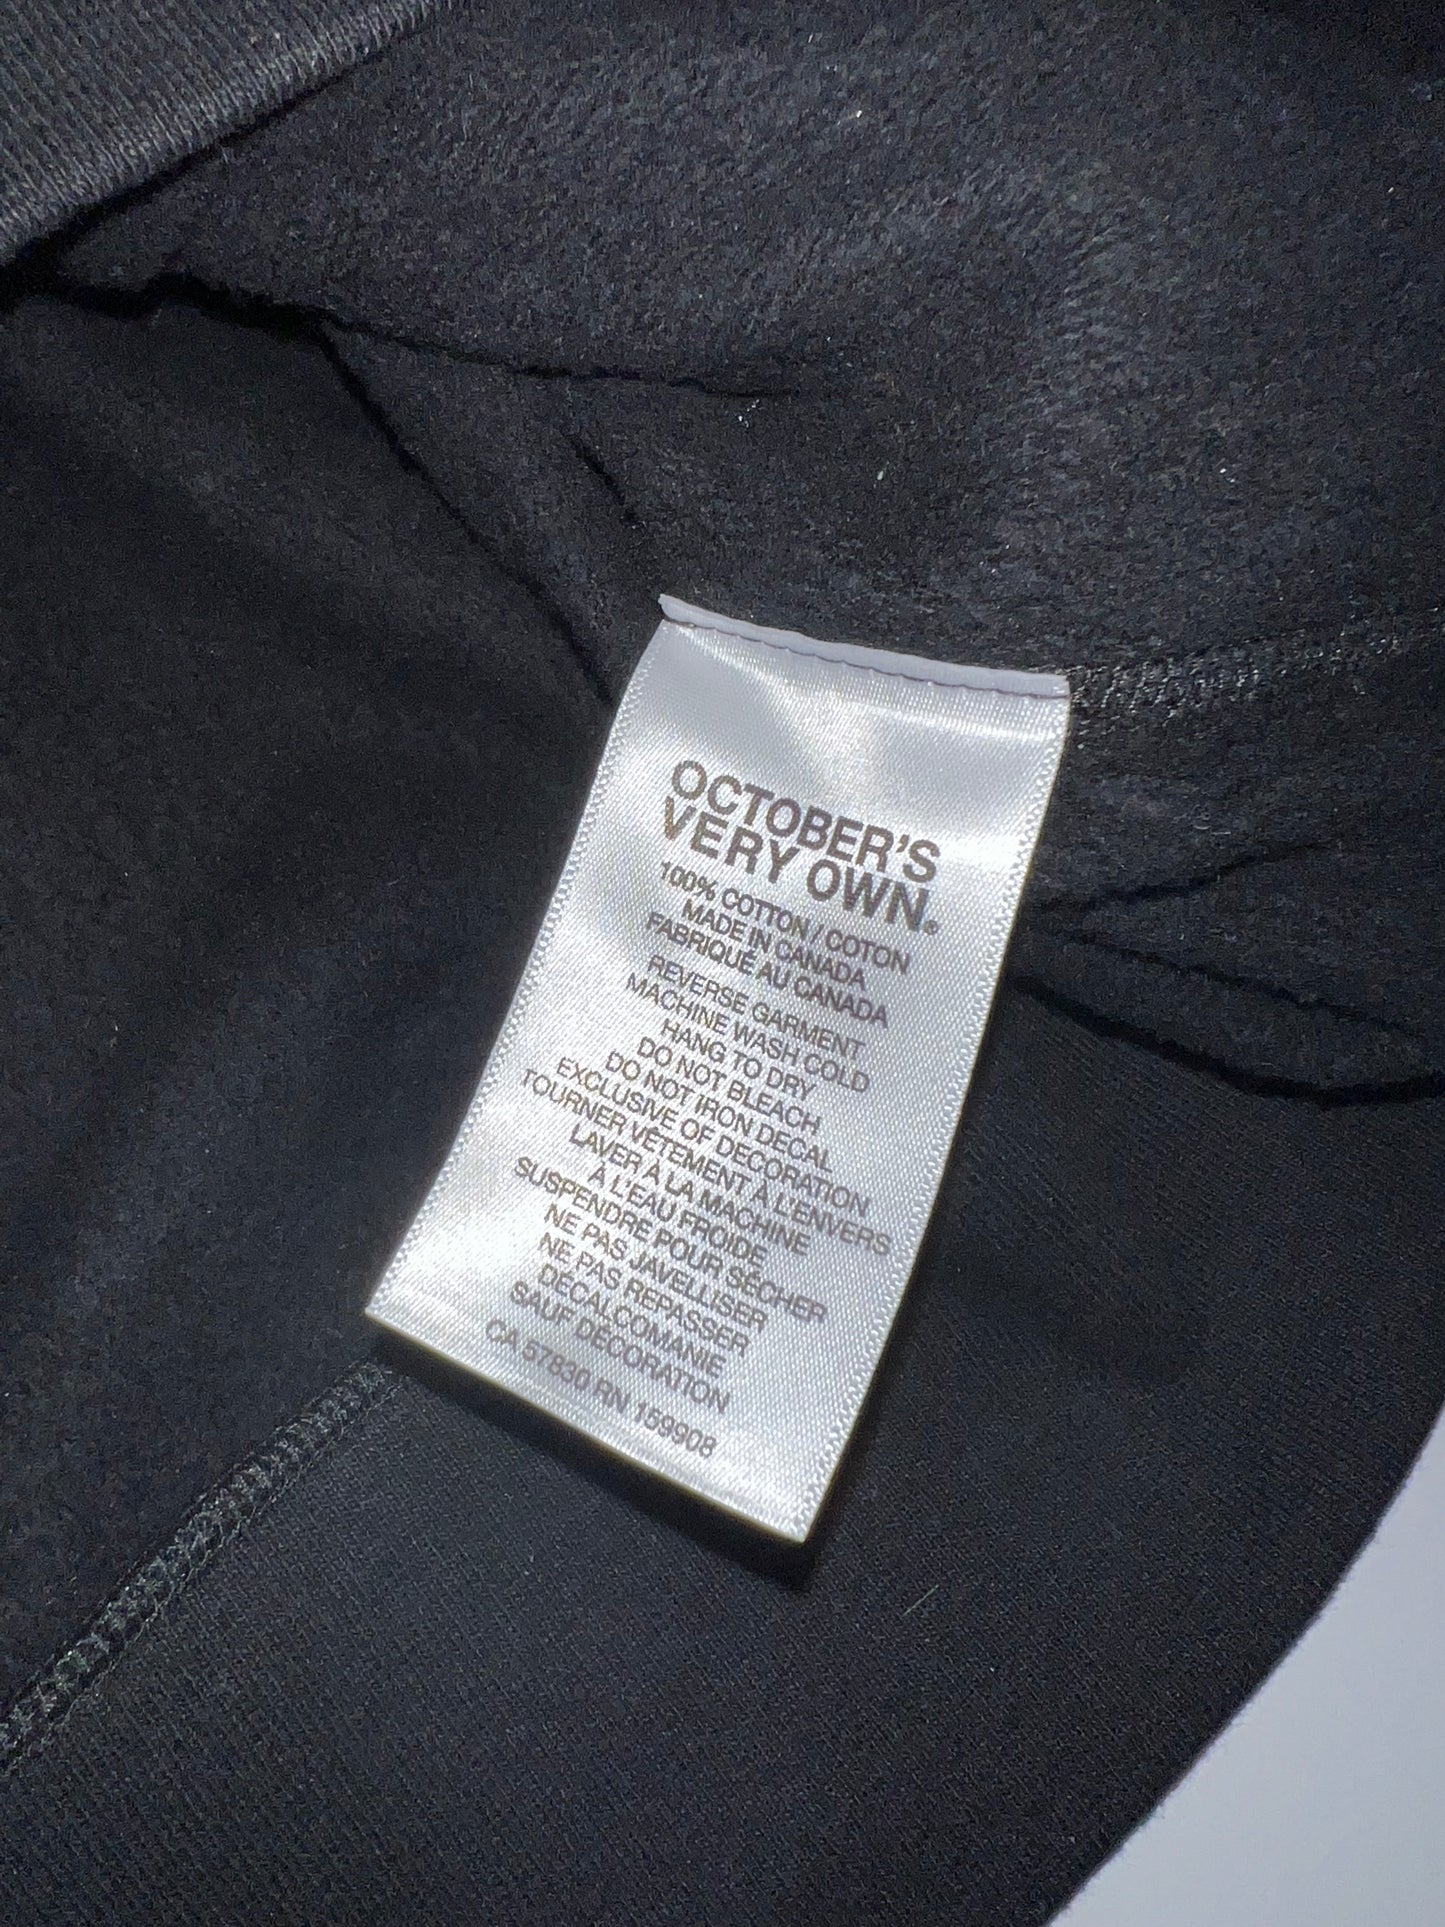 OCTOBER'S
VERY OWN®
100% COTTON / COTON
MADE IN CANADA
FABRIQUÉ AU CANADA
REVERSE GARMENT
MACHINE WASH COLD
HANG TO DRY
DO NOT BLEACH
DO NOT IRON DECAL
EXCLUSIVE OF DECORATION
TOURNER VÊTEMENT À L'ENVERS
LAVER À LA MACHINE
À L'EAU FROIDE
SUSPENDRE POUR SÉCHER
NE PAS JAVELLISER
NE PAS REPASSER
DÉCALCOMANIE
SAUF DÉCORATION
CA 57830 RN 159908